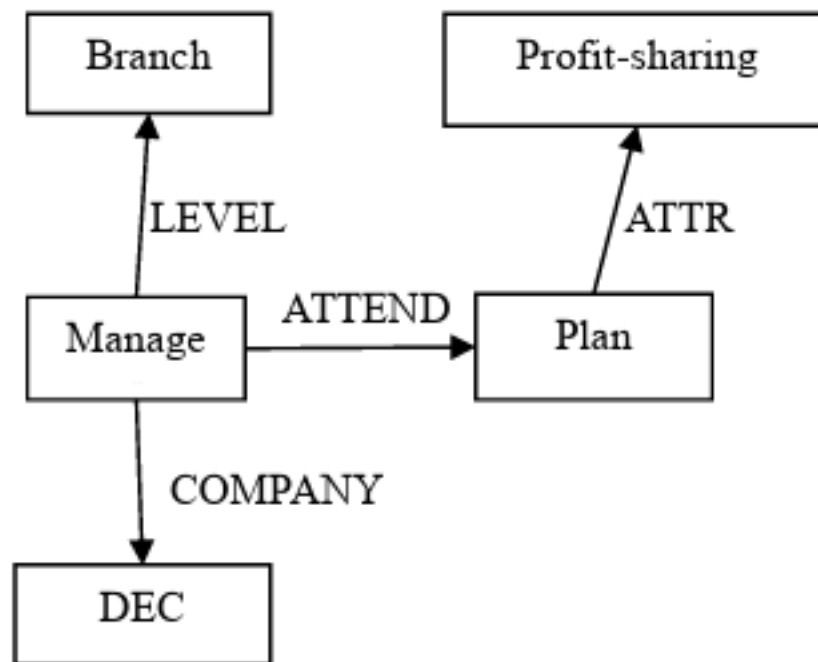 Branch
Profit-sharing
LEVEL
ATTR
Manage
ATTEND
Plan
COMPANY
DEC